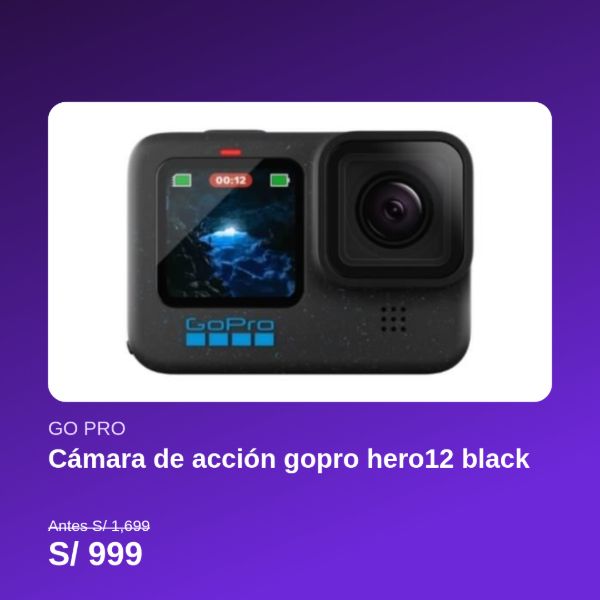 00:12
GoPro
GO PRO
Cámara de acción gopro hero12 black
Antes S/ 1,699
S/ 999